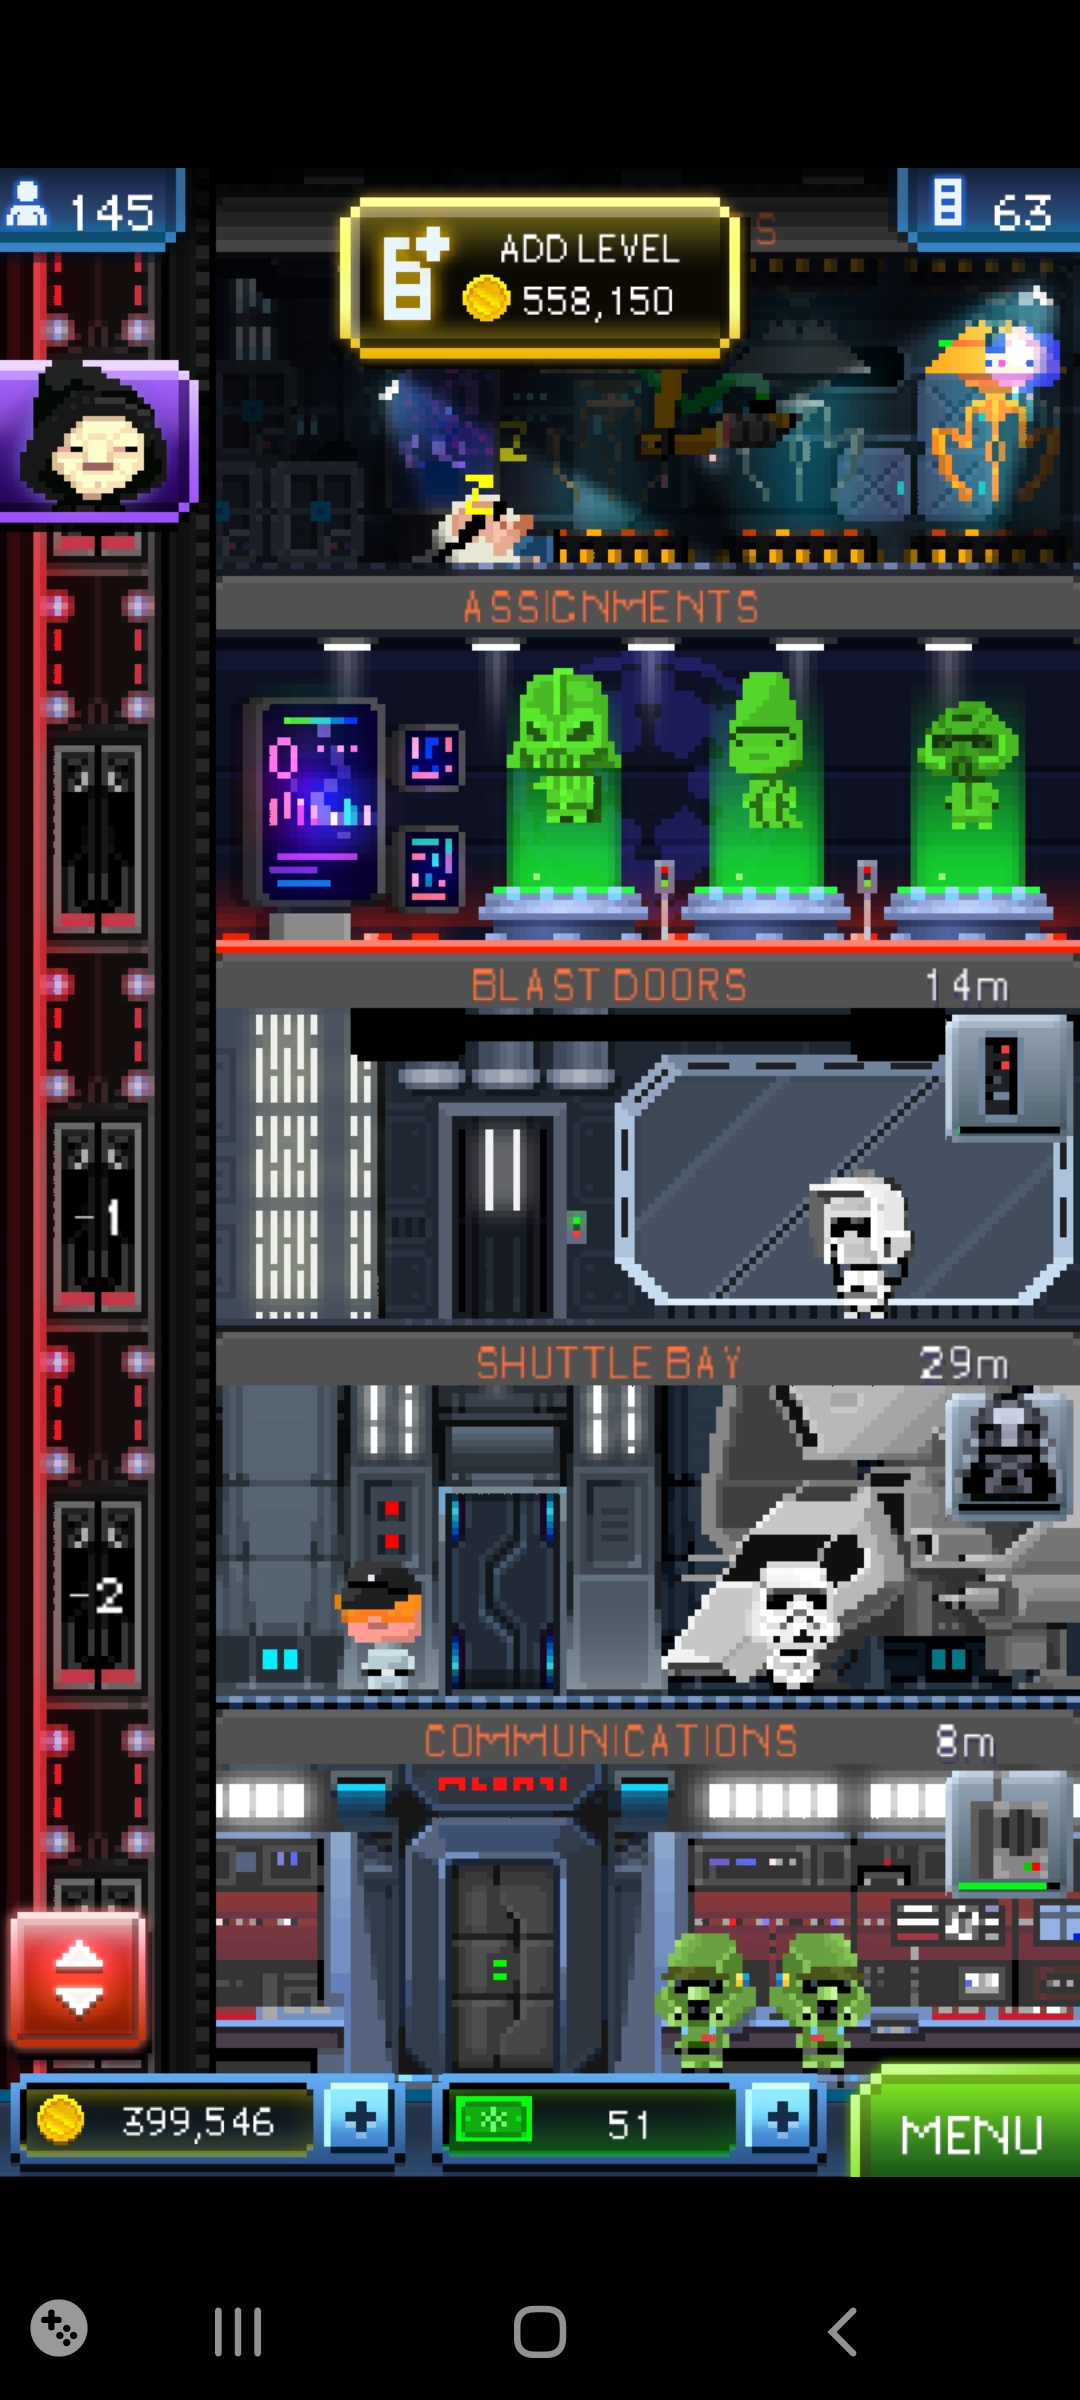 145
63
S
ADD LEVEL
558,150
Z
Z
ASSIGNMENTS
BLAST DOORS
14m
-1
SHUTTLE BAY
29m
-2
COMMUNICATIONS
8m
399,546
51
MENU